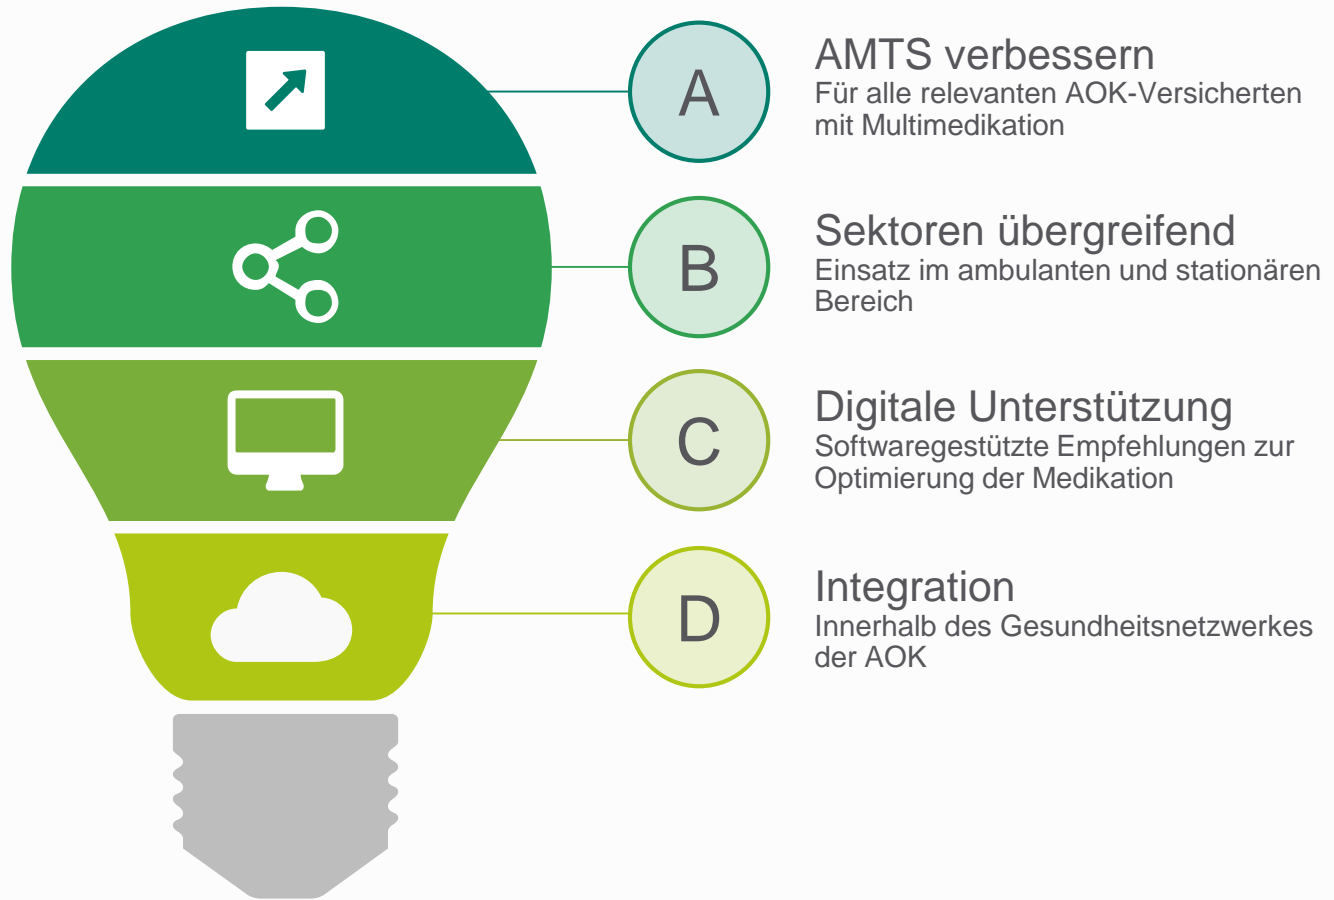 A
AMTS verbessern
Für alle relevanten AOK-Versicherten
mit Multimedikation
B
Sektoren übergreifend
Einsatz im ambulanten und stationären
Bereich
C
Digitale Unterstützung
Softwaregestützte Empfehlungen zur
Optimierung der Medikation
D
Integration
Innerhalb des Gesundheitsnetzwerkes
der AOK